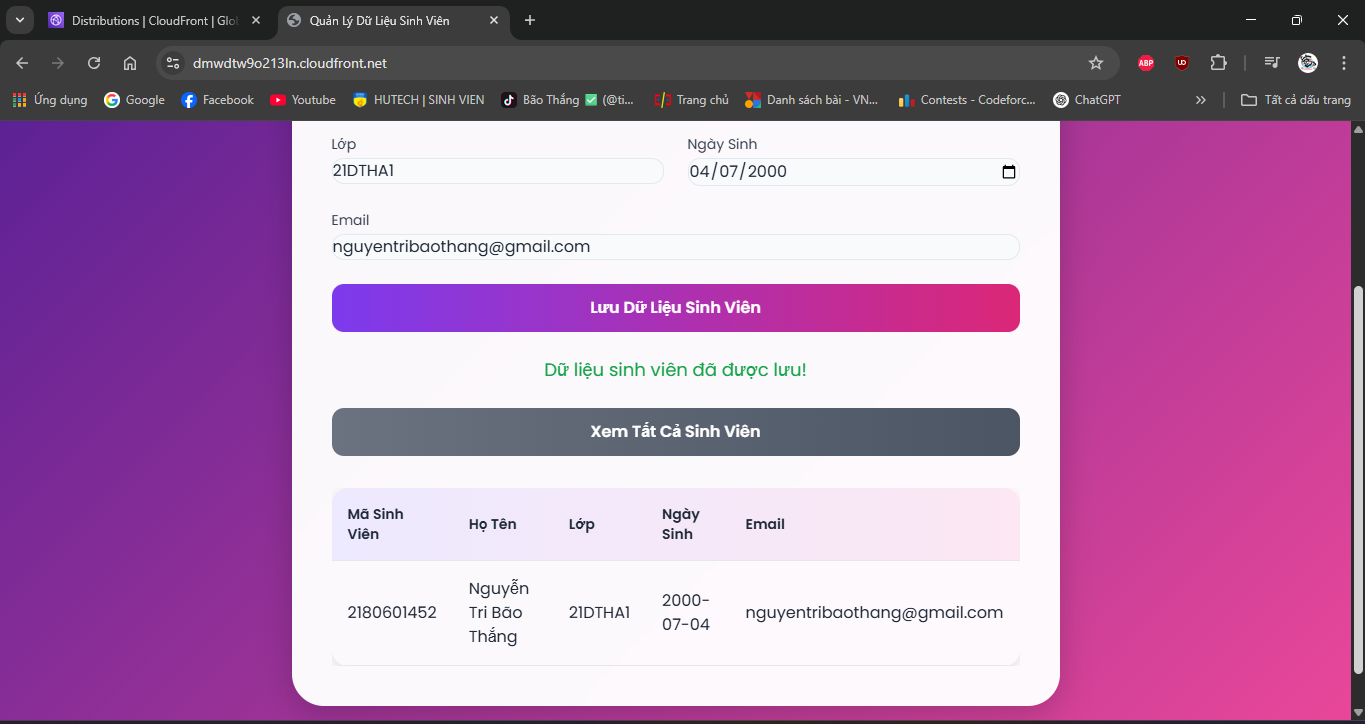 Distributions | CloudFront | Glo
Quản Lý Dữ Liệu Sinh Viên
dmwdtw9o213ln.cloudfront.net
ABP
UD
Ứng dụng
Google
Facebook
Youtube
HUTECH | SINH VIEN
Bão Thắng ✅ (@ti...
Trang chủ
Danh sách bài - VN...
Contests - Codeforc...
ChatGPT
Tất cả dấu trang
Lớp
Ngày Sinh
21DTHA1
04/07/2000
Email
nguyentribaothang@gmail.com
Lưu Dữ Liệu Sinh Viên
Dữ liệu sinh viên đã được lưu!
Xem Tất Cả Sinh Viên
Mã Sinh
Viên
Họ Tên
Lớp
Ngày
Sinh
Email
2180601452
Nguyễn
Tri Bão
Thắng
21DTHA1
2000-
07-04
nguyentribaothang@gmail.com